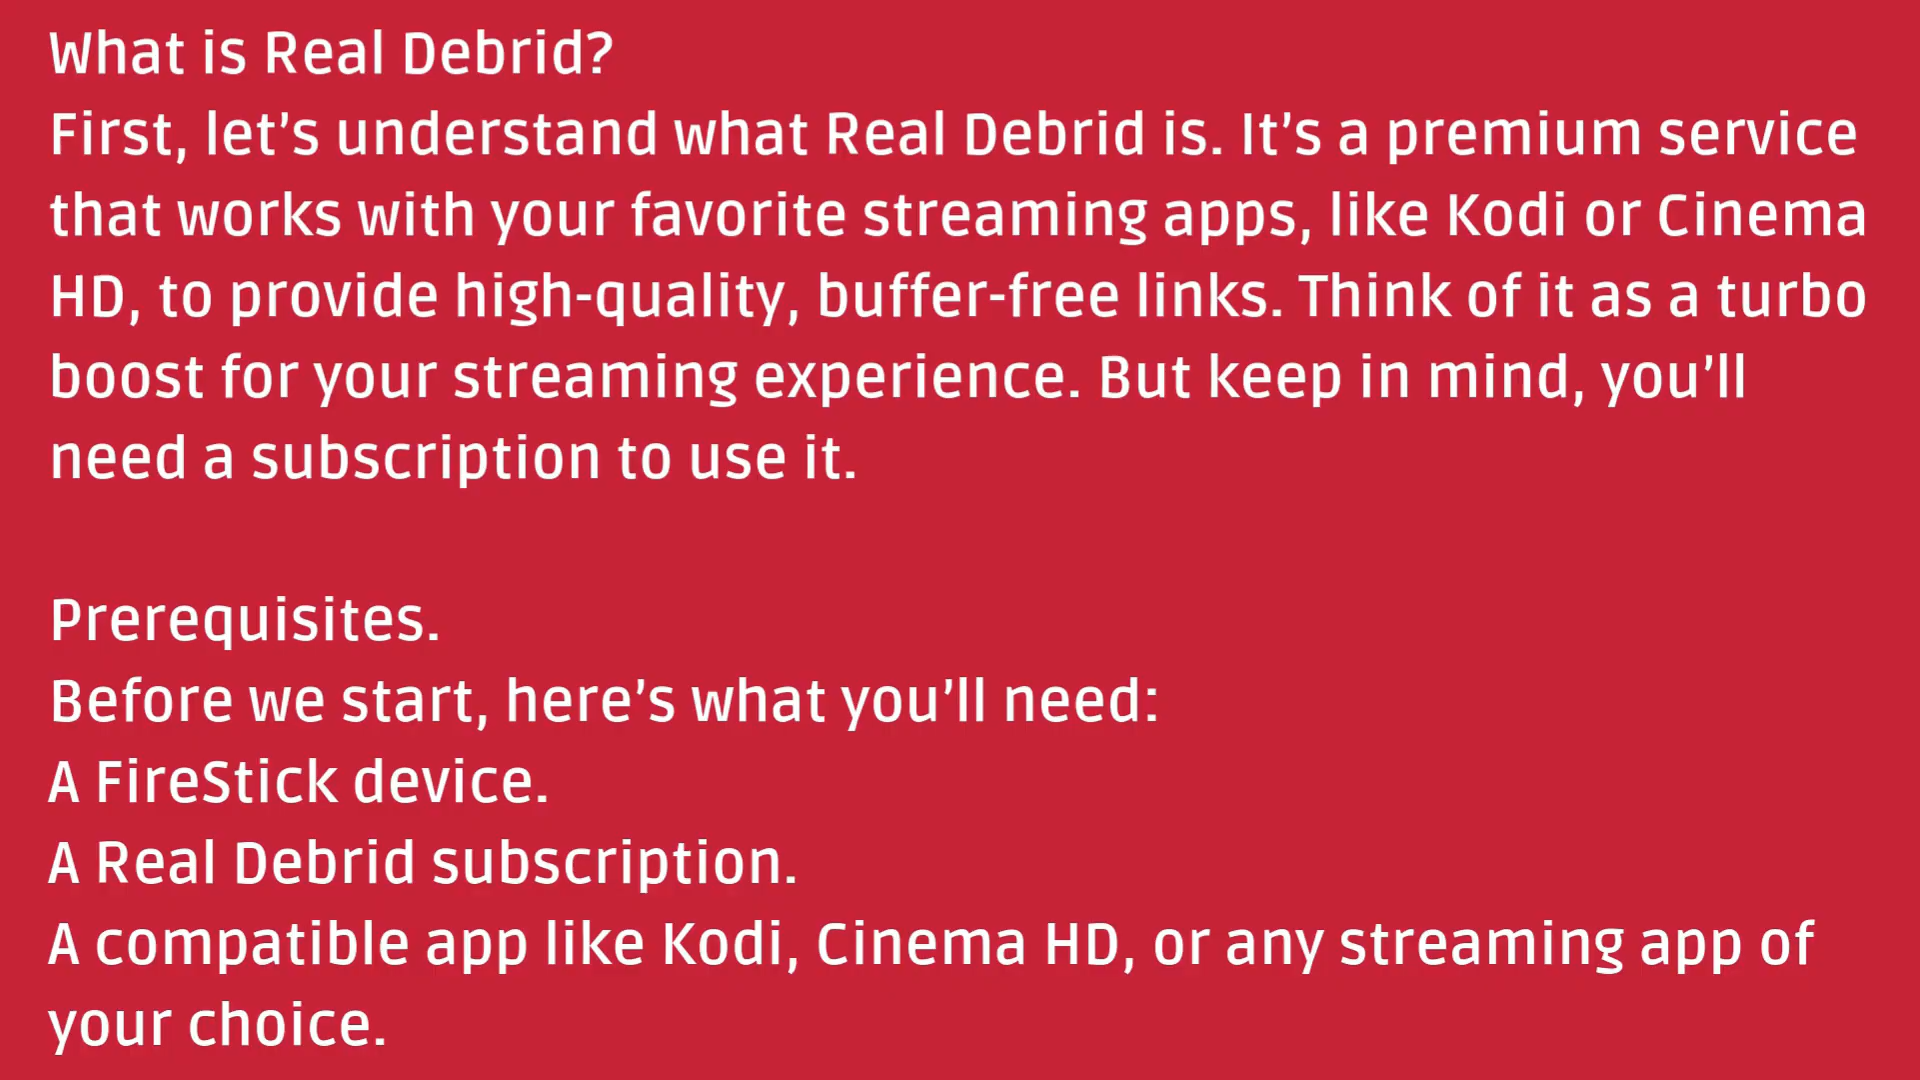 What is Real Debrid?
First, let’s understand what Real Debrid is. It’s a premium service
that works with your favorite streaming apps, like Kodi or Cinema
HD, to provide high-quality, buffer-free links. Think of it as a turbo
boost for your streaming experience. But keep in mind, you’ll
need a subscription to use it.
Prerequisites.
Before we start, here’s what you’ll need:
A FireStick device.
A Real Debrid subscription.
A compatible app like Kodi, Cinema HD, or any streaming app of
your choice.